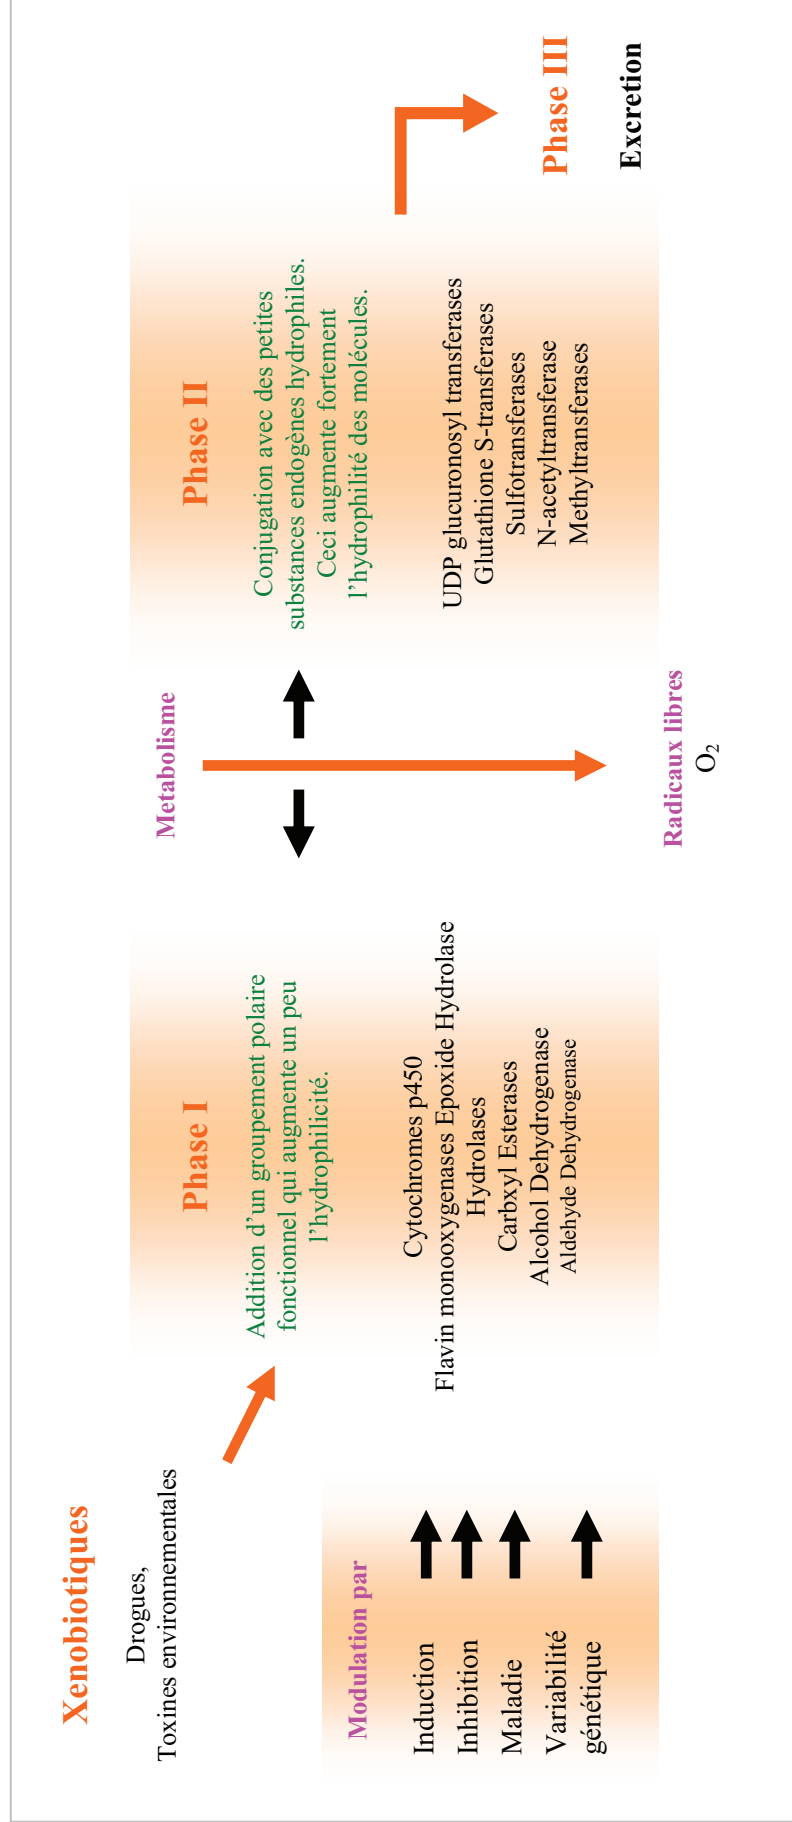 Xenobiotiques
Drogues,
Toxines environnementales
Modulation par
Induction
Inhibition
Maladie
Variabilité
génétique
Phase I
Addition d’un groupement polaire
fonctionnel qui augmente un peu
l’hydrophilicité.
Cytochromes p450
Flavin monooxygenases Epoxide Hydrolase
Hydrolases
Carbxyl Esterases
Alcohol Dehydrogenase
Aldehyde Dehydrogenase
Metabolisme
Radicaux libres
O₂
Phase II
Conjugation avec des petites
substances endogènes hydrophiles.
Ceci augmente fortement
l’hydrophilité des molécules.
UDP glucuronosyl transferases
Glutathione S-transferases
Sulfotransferases
N-acetyltransferase
Methyltransferases
Phase III
Excretion